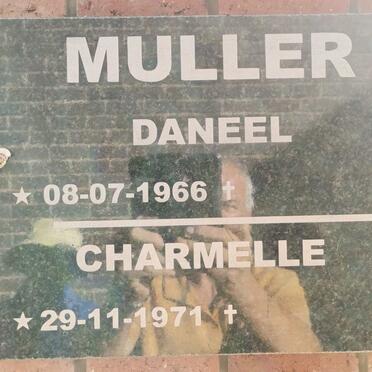 MULLER
DANEEL
★ 08-07-1966 ✝
CHARMELLE
★ 29-11-1971 ✝